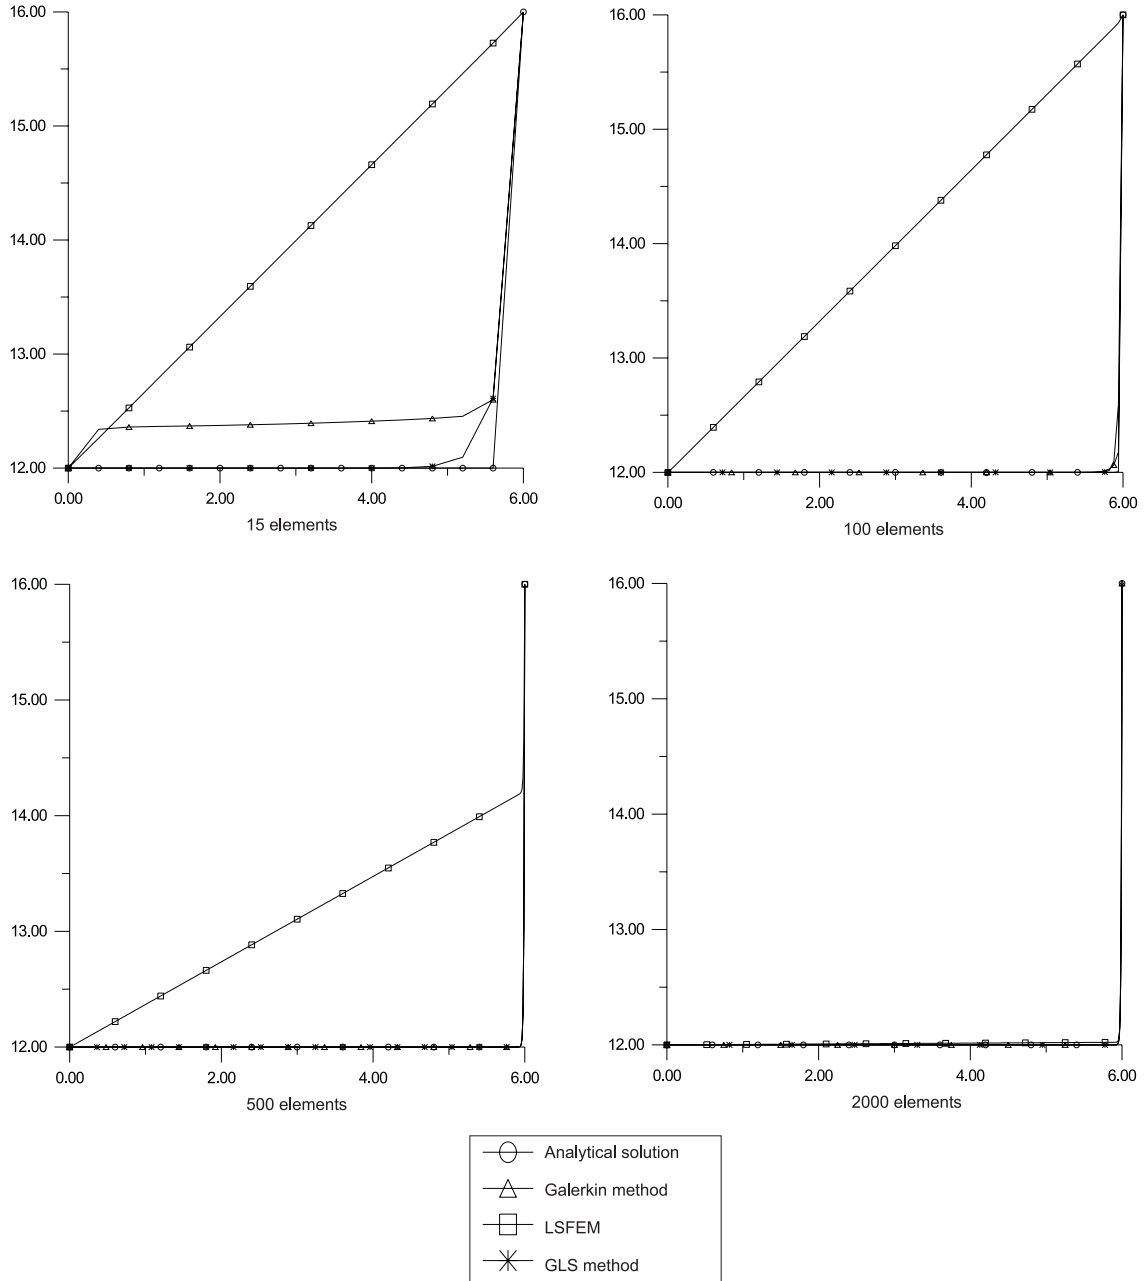 16.00
15.00
14.00
13.00
12.00
0.00 2.00 4.00 6.00
15 elements
16.00
15.00
14.00
13.00
12.00
0.00 2.00 4.00 6.00
100 elements
16.00
15.00
14.00
13.00
12.00
0.00 2.00 4.00 6.00
500 elements
16.00
15.00
14.00
13.00
12.00
0.00 2.00 4.00 6.00
2000 elements
Analytical solution
Galerkin method
LSFEM
GLS method